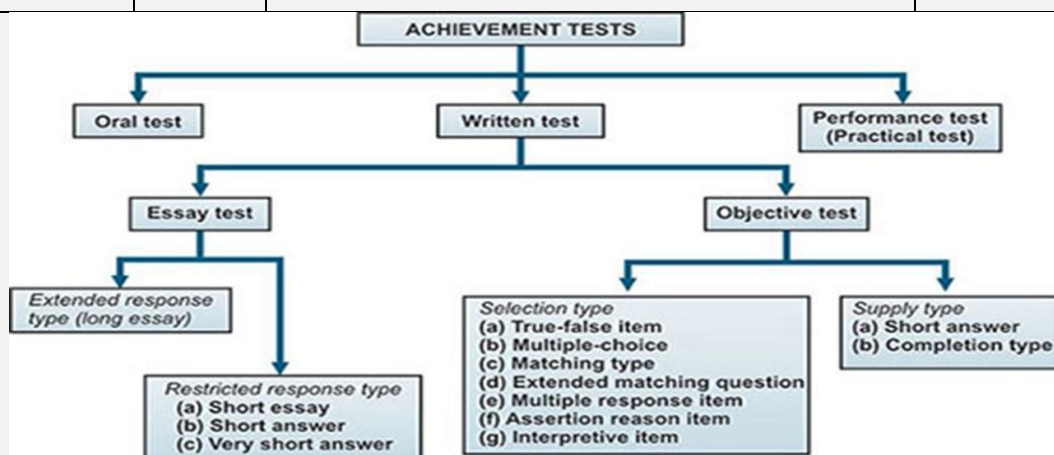 ACHIEVEMENT TESTS
Oral test
Written test
Performance test
(Practical test)
Essay test
Objective test
Extended response
type (long essay)
Restricted response type
(a) Short essay
(b) Short answer
(c) Very short answer
Selection type
(a) True-false item
(b) Multiple-choice
(c) Matching type
(d) Extended matching question
(e) Multiple response item
(f) Assertion reason item
(g) Interpretive item
Supply type
(a) Short answer
(b) Completion type